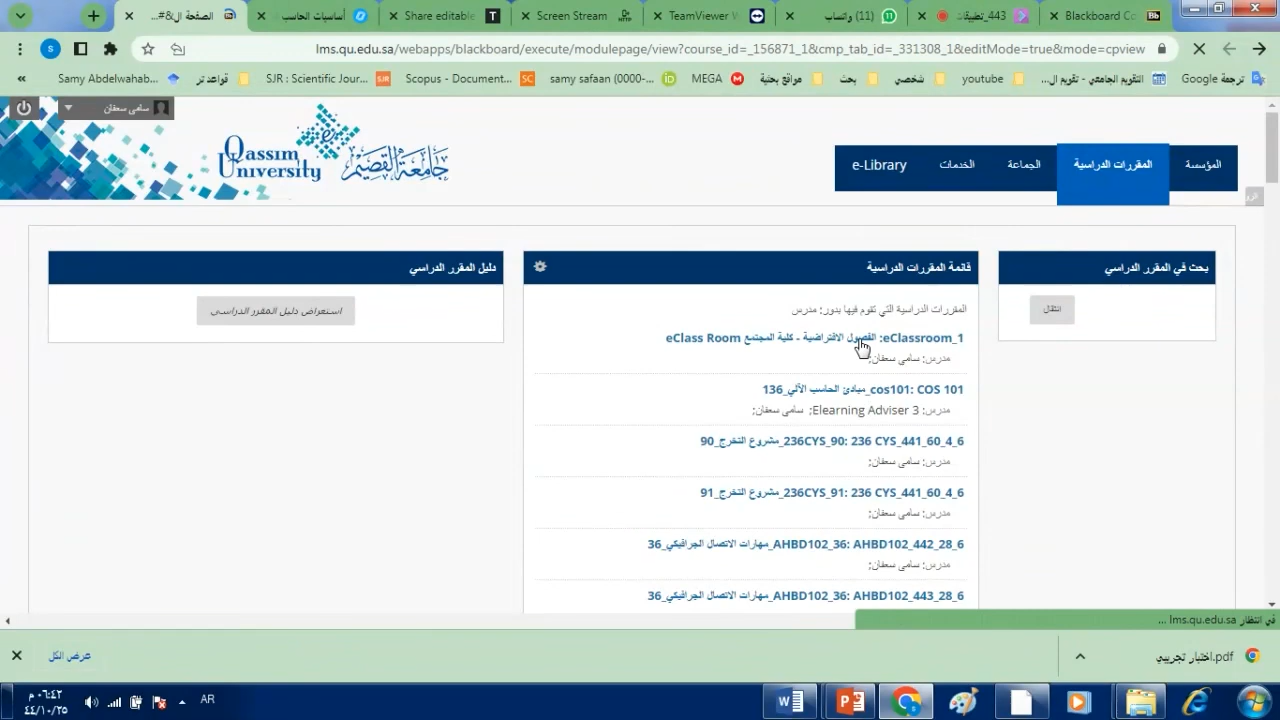 الصفحة ال&#...
أساسيات الحاسب
Share editable
Screen Stream
TeamViewer
(11) واتساب
443_تطبيقات
Blackboard Co
lms.qu.edu.sa/webapps/blackboard/execute/modulepage/view?course_id=_156871_1&cmp_tab_id=_331308_1&editMode=true&mode=cpview
S
ترجمة Google
التقويم الجامعي - تقويم ال...
youtube
شخصي
بحث
مواقع بحثية
MEGA
samy safaan (0000-...
Scopus - Document...
SJR : Scientific Jour...
قواعد تر
Samy Abdelwahab...
سامى سعفان
Qassim University
جامعة القصيم
المؤسسة
المقررات الدراسية
الجماعة
الخدمات
e-Library
بحث في المقرر الدراسي
انتقال
قائمة المقررات الدراسية
المقررات الدراسية التي تقوم فيها بدور: مدرس
eClassroom_1: الفصول الافتراضية - كلية المجتمع eClass Room
مدرس: سامى سعفان;
cos101: COS 101_مبادئ الحاسب الآلي_136
مدرس: Elearning Adviser 3; سامى سعفان;
236CYS_90: 236 CYS_441_60_4_6_مشروع التخرج_90
مدرس: سامى سعفان;
236CYS_91: 236 CYS_441_60_4_6_مشروع التخرج_91
مدرس: سامى سعفان;
AHBD102_36: AHBD102_442_28_6_مهارات الاتصال الجرافيكي_36
مدرس: سامى سعفان;
AHBD102_36: AHBD102_443_28_6_مهارات الاتصال الجرافيكي_36
دليل المقرر الدراسي
استعراض دليل المقرر الدراسي
في انتظار lms.qu.edu.sa ...
اختبار تجريبي.pdf
عرض الكل
AR
٠٦:٤٢ م
٤٤/١٠/٢٥